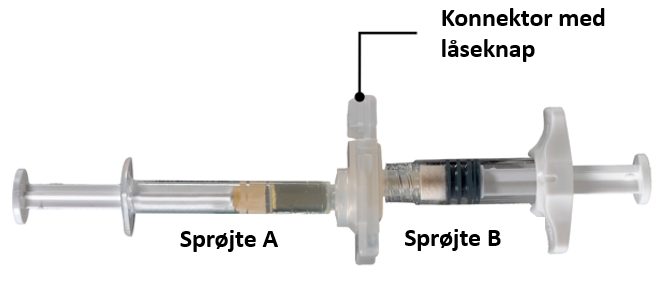 Konnektor med
låseknap
Sprøjte A
Sprøjte B